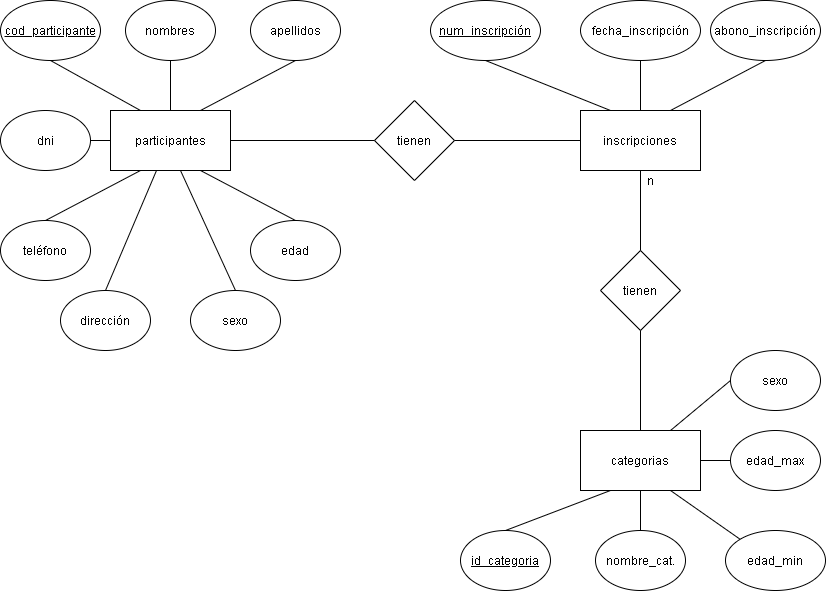 cod_participante
nombres
apellidos
num_inscripción
fecha_inscripción
abono_inscripción
dni
participantes
tienen
inscripciones
n
teléfono
edad
dirección
sexo
tienen
sexo
categorias
edad_max
id_categoria
nombre_cat.
edad_min